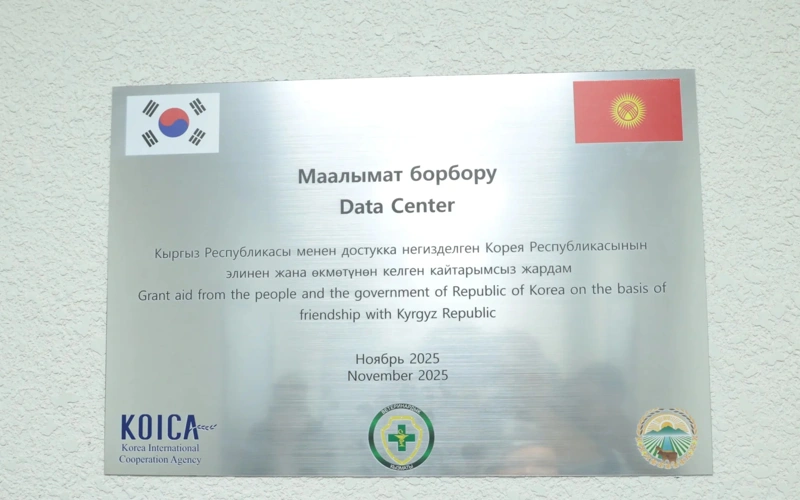 Маалымат борбору
Data Center
Кыргыз Республикасы менен достукка негизделген Корея Республикасынын
элинен жана өкмөтүнөн келген кайтарымсыз жардам
Grant aid from the people and the government of Republic of Korea on the basis of
friendship with Kyrgyz Republic
Ноябрь 2025
November 2025
KOICA
Korea International
Cooperation Agency
ВЕТЕРИНАРДЫК
КЫЗМАТЫ